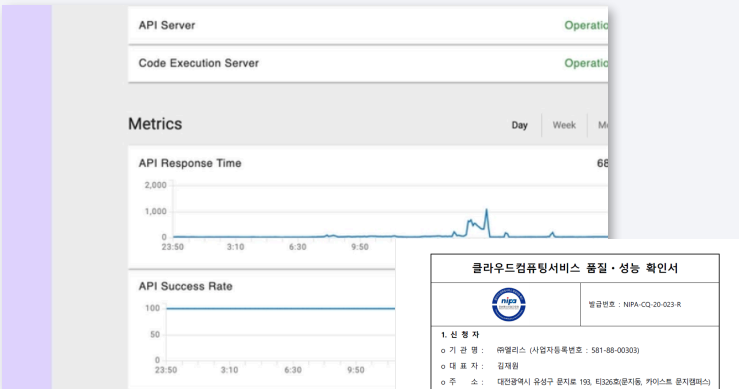 API Server
Code Execution Server
Metrics
Day Week
API Response Time
68
2,000
1,000
0
23:50 3:10 6:30 9:50
API Success Rate
100
50
0
23:50 3:10 6:30 9:50
클라우드컴퓨팅서비스 품질・성능 확인서
nipa
발급번호 : NIPA-CQ-20-023-R
1. 신 청 자
o 기 관 명 : ㈜엘리스 (사업자등록번호 : 581-88-00303)
o 대 표 자 : 김재원
o 주 소 : 대전광역시 유성구 문지로 193, 티326호(문지동, 카이스트 문지캠퍼스)